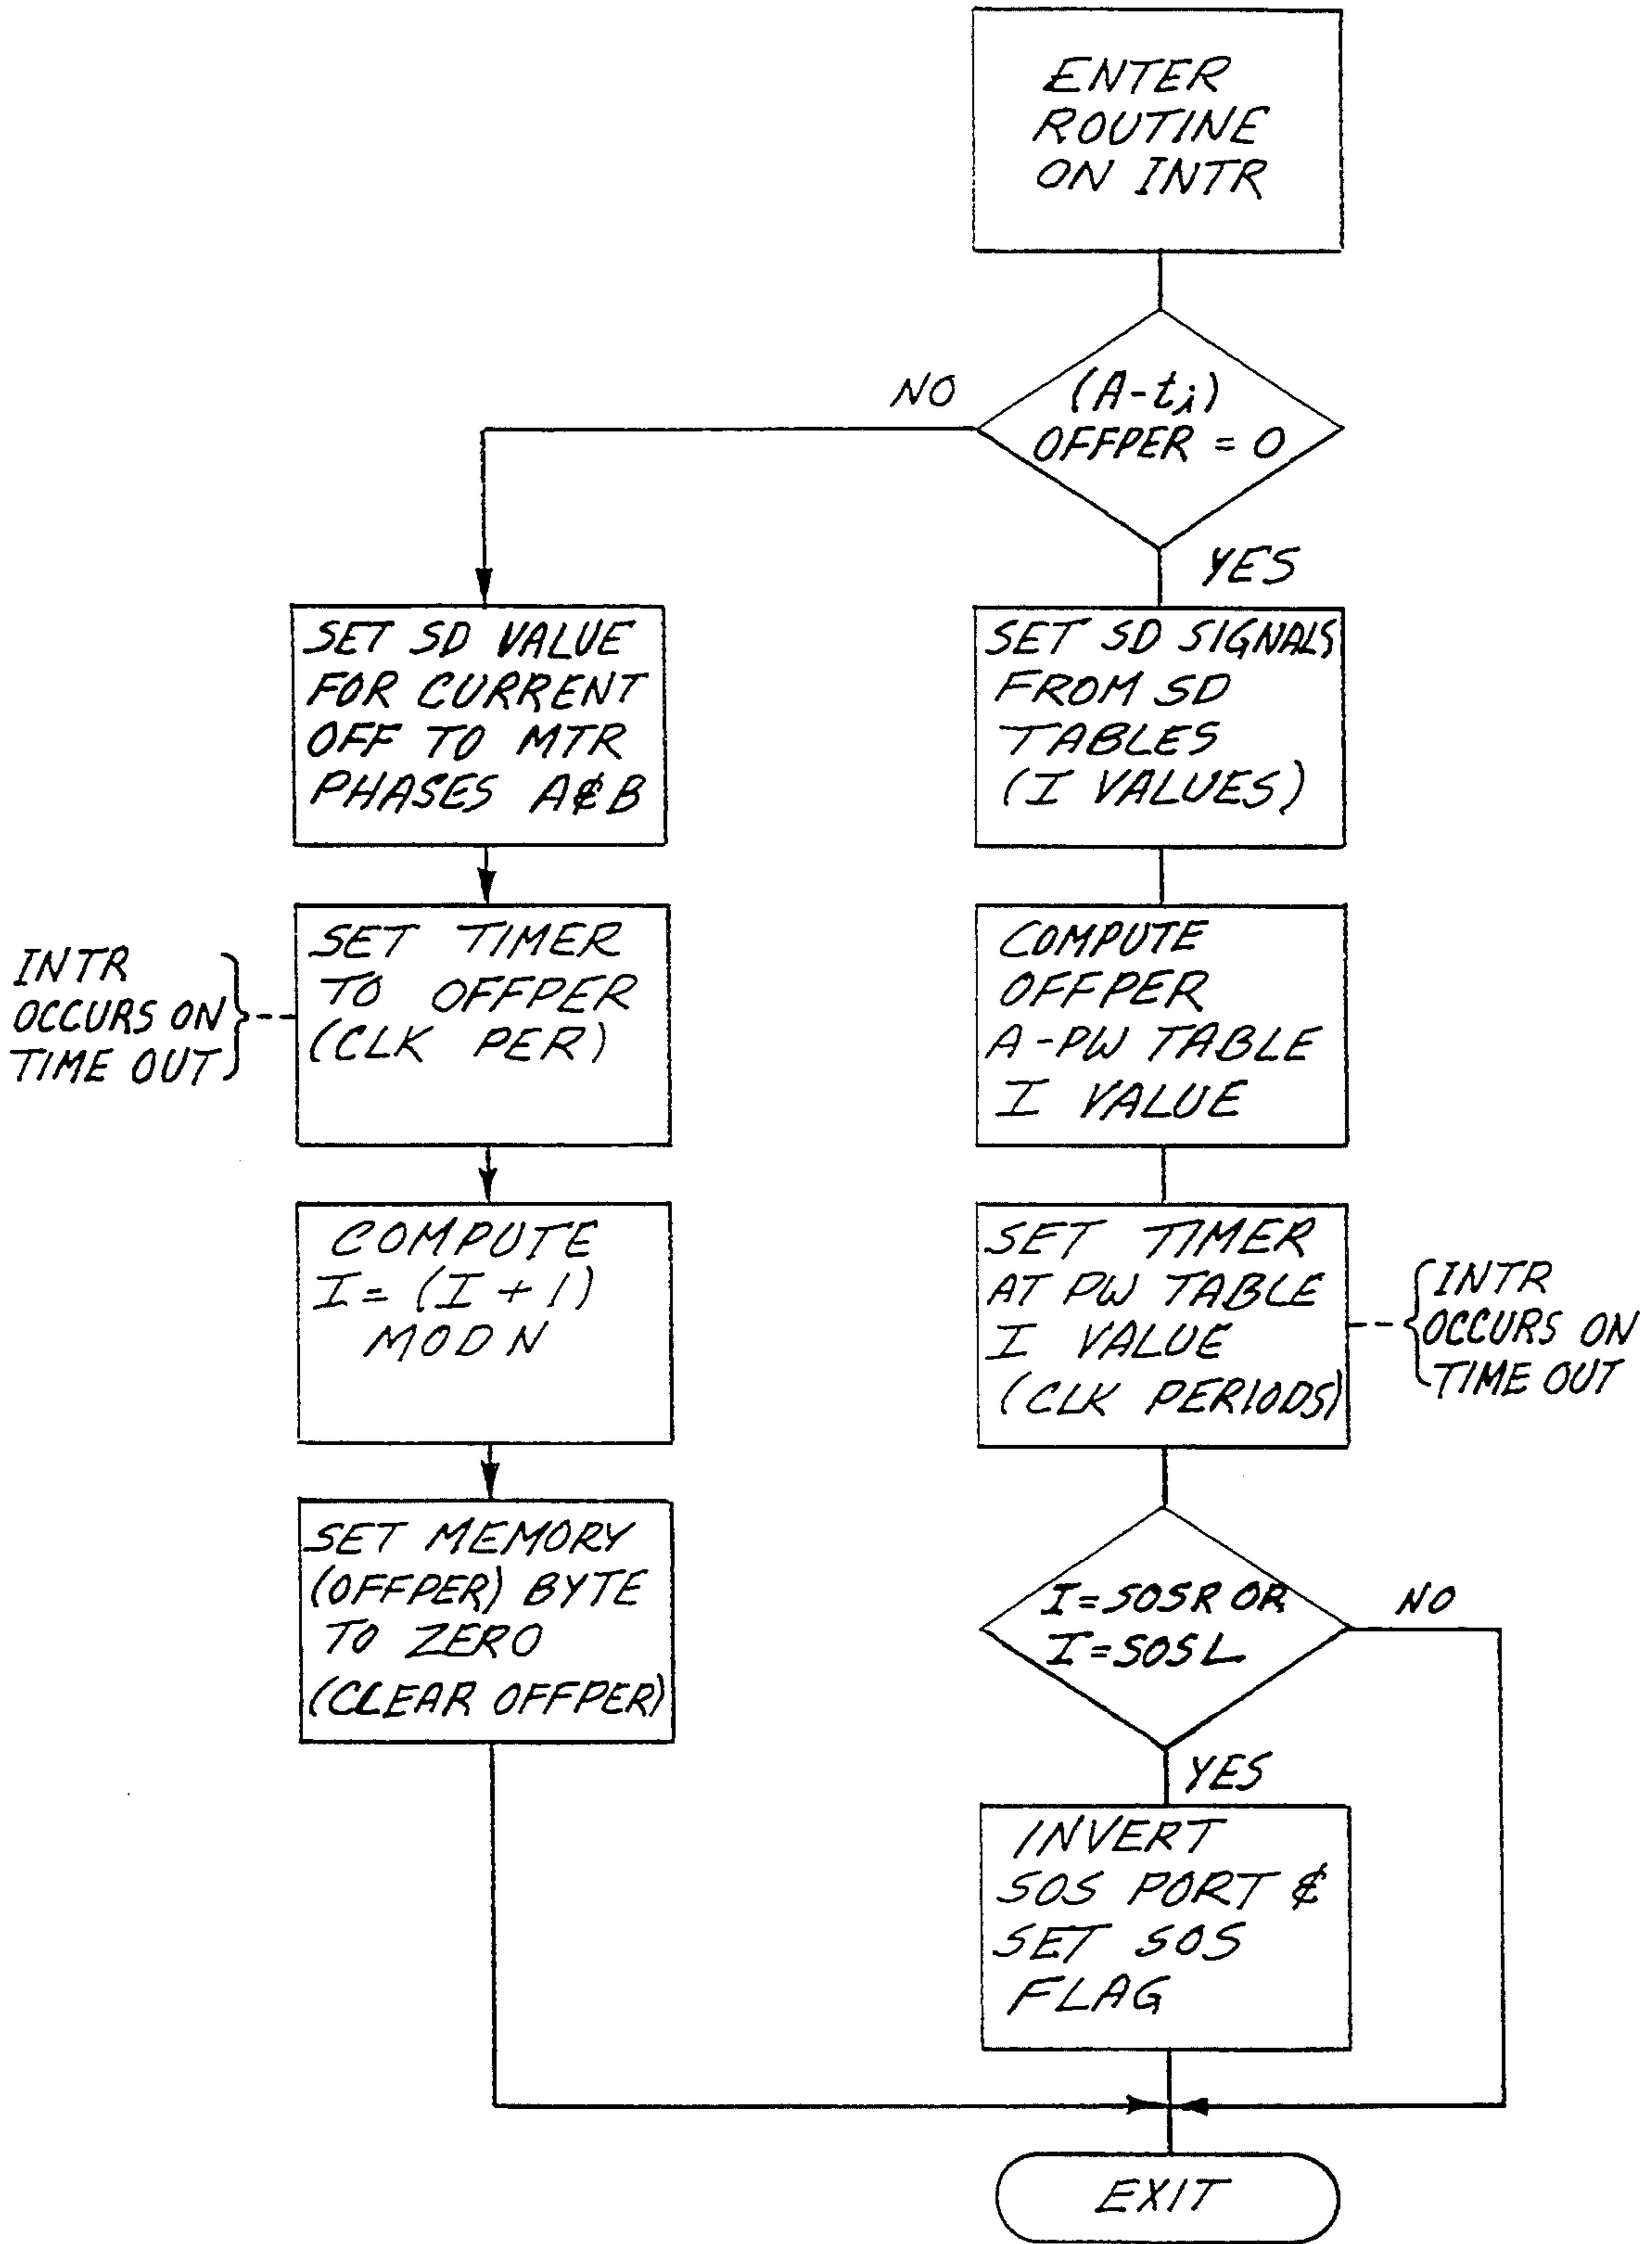 ENTER
ROUTINE
ON INTR
(A-ti)
OFFPER = 0
NO
YES
SET SD VALUE
FOR CURRENT
OFF TO MTR
PHASES A&B
SET TIMER
TO OFFPER
(CLK PER)
INTR
OCCURS ON
TIME OUT
COMPUTE
I = (I + 1)
MOD N
SET MEMORY
(OFFPER) BYTE
TO ZERO
(CLEAR OFFPER)
SET SD SIGNALS
FROM SD
TABLES
(I VALUES)
COMPUTE
OFFPER
A-PW TABLE
I VALUE
SET TIMER
AT PW TABLE
I VALUE
(CLK PERIODS)
INTR
OCCURS ON
TIME OUT
I=SOSR OR
I=SOSL
NO
YES
INVERT
SOS PORT &
SET SOS
FLAG
EXIT